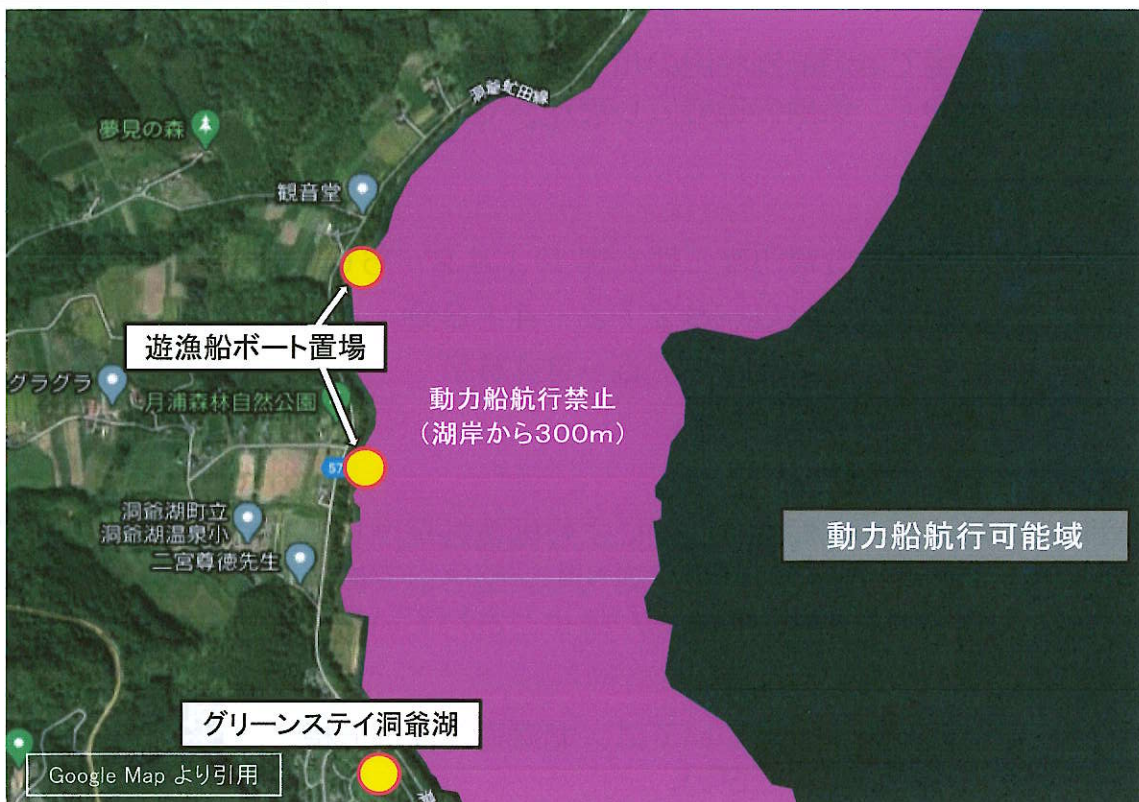 洞爺虻田線
夢見の森
観音堂
遊漁船ボート置場
グラグラ
月浦森林自然公園
動力船航行禁止
（湖岸から300m）
57
洞爺湖町立
洞爺湖温泉小
二宮尊徳先生
動力船航行可能域
グリーンステイ洞爺湖
Google Map より引用